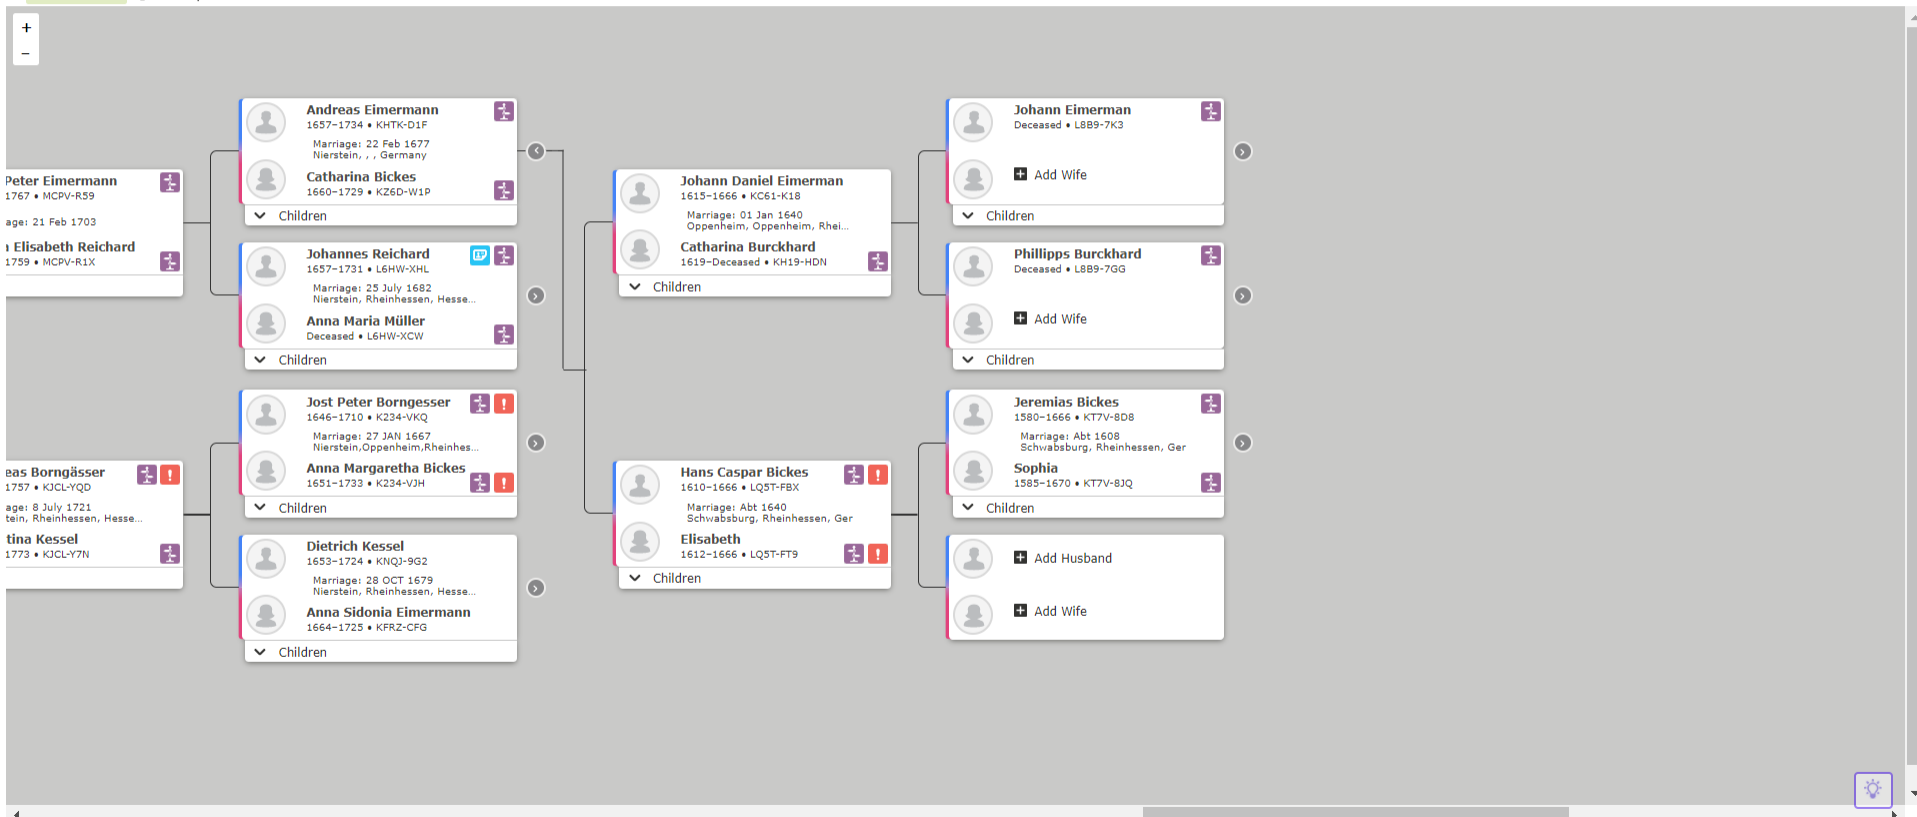 +
−
Peter Eimermann
1767 • MCPV-R59
age: 21 Feb 1703
Elisabeth Reichard
1759 • MCPV-R1X
eas Borngässer
1757 • KJCL-YQD
age: 8 July 1721
tein, Rheinhessen, Hesse...
tina Kessel
1773 • KJCL-Y7N
Andreas Eimermann
1657–1734 • KHTK-D1F
Marriage: 22 Feb 1677
Nierstein, , , Germany
Catharina Bickes
1660–1729 • KZ6D-W1P
Children
Johannes Reichard
1657–1731 • L6HW-XHL
Marriage: 25 July 1682
Nierstein, Rheinhessen, Hesse...
Anna Maria Müller
Deceased • L6HW-XCW
Children
Jost Peter Borngesser
1646–1710 • K234-VKQ
Marriage: 27 JAN 1667
Nierstein,Oppenheim,Rheinhes...
Anna Margaretha Bickes
1651–1733 • K234-VJH
Children
Dietrich Kessel
1653–1724 • KNQJ-9G2
Marriage: 28 OCT 1679
Nierstein, Rheinhessen, Hesse...
Anna Sidonia Eimermann
1664–1725 • KFRZ-CFG
Children
Johann Daniel Eimerman
1615–1666 • KC61-K18
Marriage: 01 Jan 1640
Oppenheim, Oppenheim, Rhei...
Catharina Burckhard
1619–Deceased • KH19-HDN
Children
Hans Caspar Bickes
1610–1666 • LQ5T-FBX
Marriage: Abt 1640
Schwabsburg, Rheinhessen, Ger
Elisabeth
1612–1666 • LQ5T-FT9
Children
Johann Eimerman
Deceased • L8B9-7K3
Add Wife
Children
Phillipps Burckhard
Deceased • L8B9-7GG
Add Wife
Children
Jeremias Bickes
1580–1666 • KT7V-8D8
Marriage: Abt 1608
Schwabsburg, Rheinhessen, Ger
Sophia
1585–1670 • KT7V-8JQ
Children
Add Husband
Add Wife